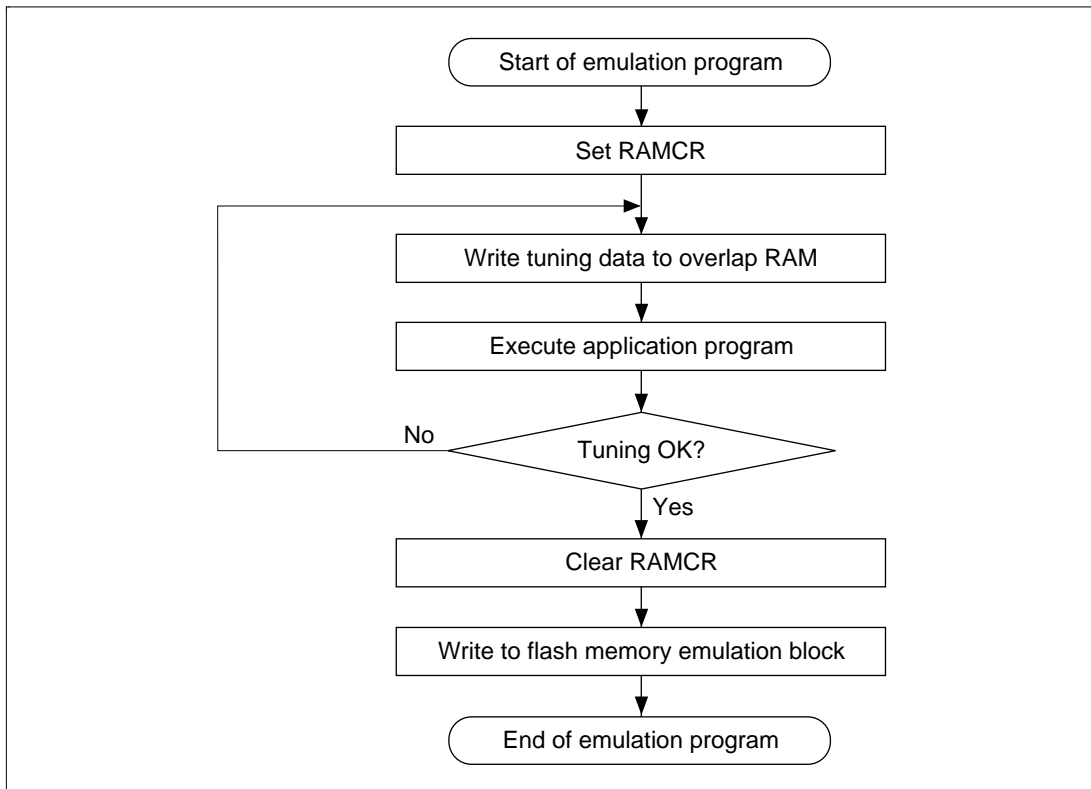 Start of emulation program
Set RAMCR
Write tuning data to overlap RAM
Execute application program
No
Tuning OK?
Yes
Clear RAMCR
Write to flash memory emulation block
End of emulation program